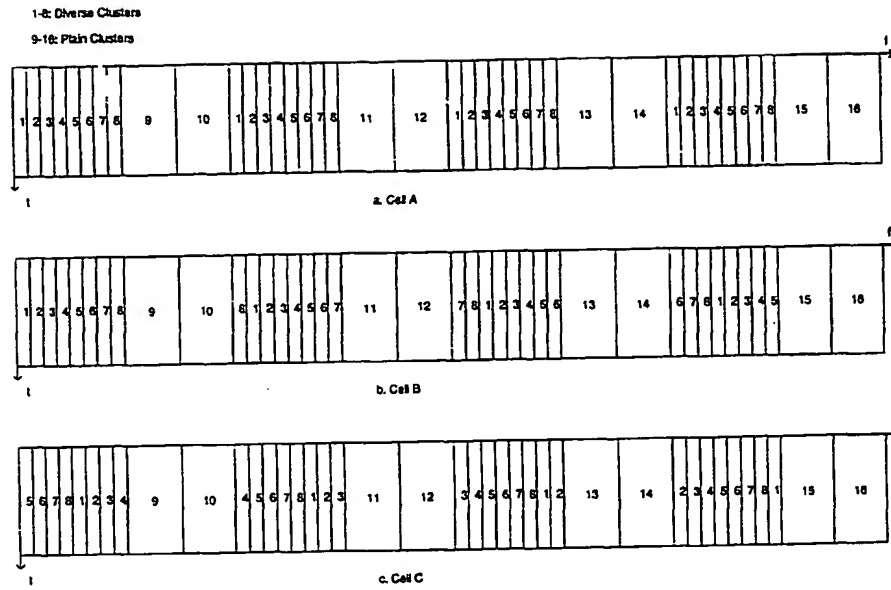 1-8: Diverse Clusters
9-16: Plain Clusters
f
1 2 3 4 5 6 7 8 9 10 1 2 3 4 5 6 7 8 11 12 1 2 3 4 5 6 7 8 13 14 1 2 3 4 5 6 7 8 15 16
t
a. Cell A
f
1 2 3 4 5 6 7 8 9 10 8 1 2 3 4 5 6 7 11 12 7 8 1 2 3 4 5 6 13 14 6 7 8 1 2 3 4 5 15 16
t
b. Cell B
5 6 7 8 1 2 3 4 9 10 4 5 6 7 8 1 2 3 11 12 3 4 5 6 7 8 1 2 13 14 2 3 4 5 6 7 8 1 15 16
t
c. Cell C